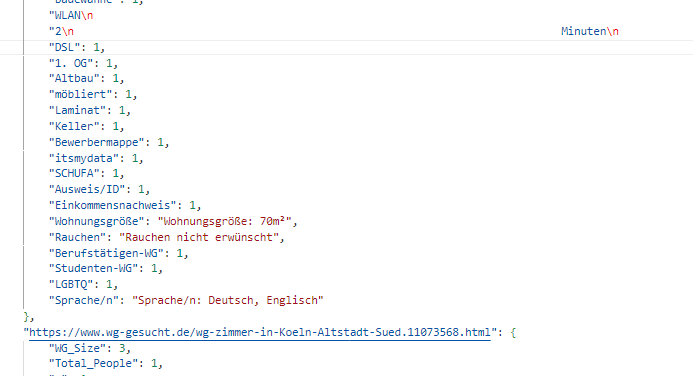 "WLAN\n
"2\n Minuten\n
"DSL": 1,
"1. OG": 1,
"Altbau": 1,
"möbliert": 1,
"Laminat": 1,
"Keller": 1,
"Bewerbermappe": 1,
"itsmydata": 1,
"SCHUFA": 1,
"Ausweis/ID": 1,
"Einkommensnachweis": 1,
"Wohnungsgröße": "Wohnungsgröße: 70m²",
"Rauchen": "Rauchen nicht erwünscht",
"Berufstätigen-WG": 1,
"Studenten-WG": 1,
"LGBTQ": 1,
"Sprache/n": "Sprache/n: Deutsch, Englisch"
},
"https://www.wg-gesucht.de/wg-zimmer-in-Koeln-Altstadt-Sued.11073568.html": {
"WG_Size": 3,
"Total_People": 1,